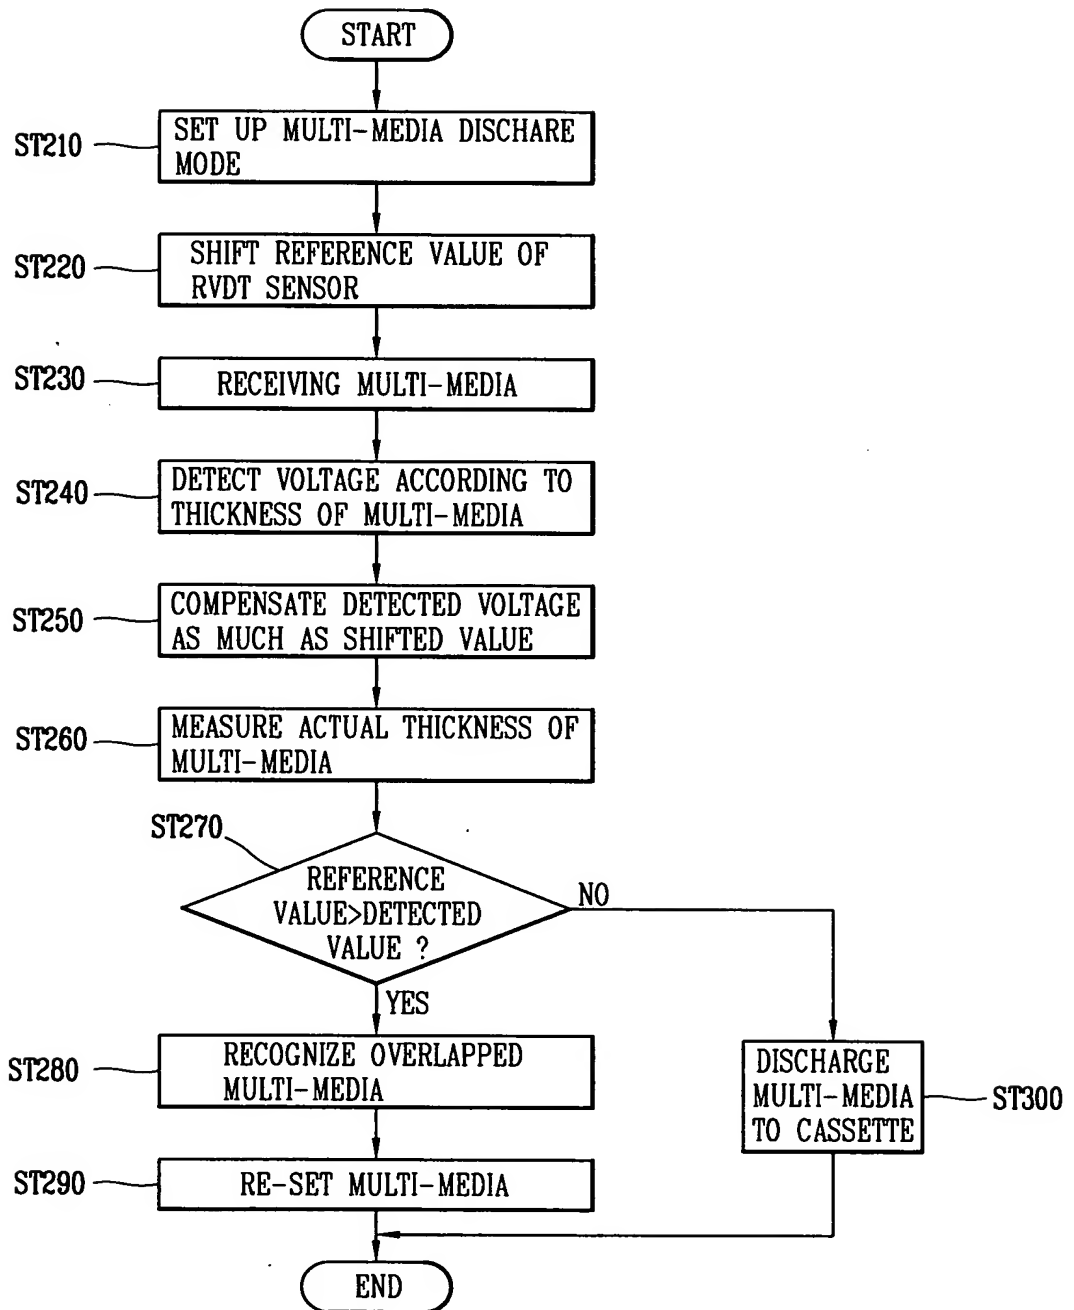 START
ST210
SET UP MULTI-MEDIA DISCHARE
MODE
ST220
SHIFT REFERENCE VALUE OF
RVDT SENSOR
ST230
RECEIVING MULTI-MEDIA
ST240
DETECT VOLTAGE ACCORDING TO
THICKNESS OF MULTI-MEDIA
ST250
COMPENSATE DETECTED VOLTAGE
AS MUCH AS SHIFTED VALUE
ST260
MEASURE ACTUAL THICKNESS OF
MULTI-MEDIA
ST270
REFERENCE
VALUE>DETECTED
VALUE ?
NO
YES
ST280
RECOGNIZE OVERLAPPED
MULTI-MEDIA
DISCHARGE
MULTI-MEDIA
TO CASSETTE
ST300
ST290
RE-SET MULTI-MEDIA
END